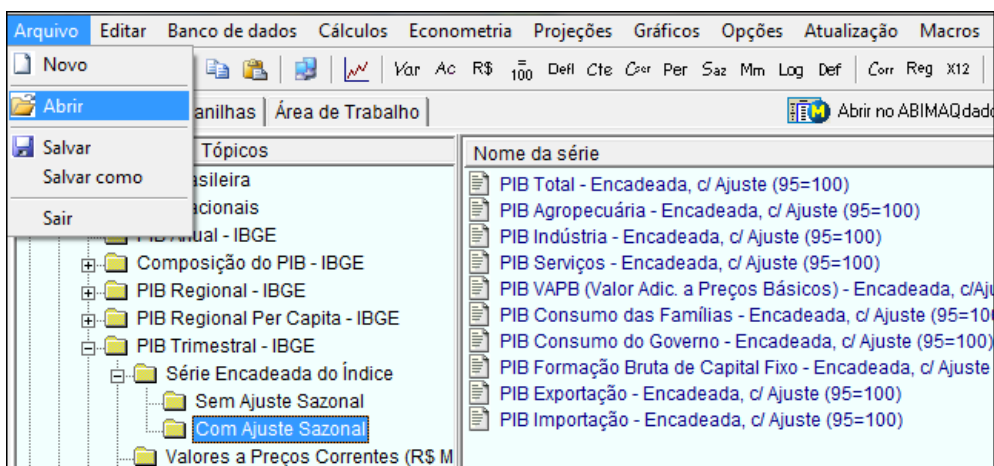 Arquivo Editar Banco de dados Cálculos Econometria Projeções Gráficos Opções Atualização Macros
Novo
Var Ac R$ 100 Defl Cte Cser Per Saz Mm Log Def Corr Reg X12
Abrir
anilhas Área de Trabalho
Abrir no ABIMAQdado
Salvar
Salvar como
Sair
Tópicos
asileira
acionais
PIB Anual - IBGE
Composição do PIB - IBGE
PIB Regional - IBGE
PIB Regional Per Capita - IBGE
PIB Trimestral - IBGE
Série Encadeada do Índice
Sem Ajuste Sazonal
Com Ajuste Sazonal
Valores a Preços Correntes (R$ M
Nome da série
PIB Total - Encadeada, c/ Ajuste (95=100)
PIB Agropecuária - Encadeada, c/ Ajuste (95=100)
PIB Indústria - Encadeada, c/ Ajuste (95=100)
PIB Serviços - Encadeada, c/ Ajuste (95=100)
PIB VAPB (Valor Adic. a Preços Básicos) - Encadeada, c/Aju
PIB Consumo das Famílias - Encadeada, c/ Ajuste (95=10
PIB Consumo do Governo - Encadeada, c/ Ajuste (95=100)
PIB Formação Bruta de Capital Fixo - Encadeada, c/ Ajuste
PIB Exportação - Encadeada, c/ Ajuste (95=100)
PIB Importação - Encadeada, c/ Ajuste (95=100)